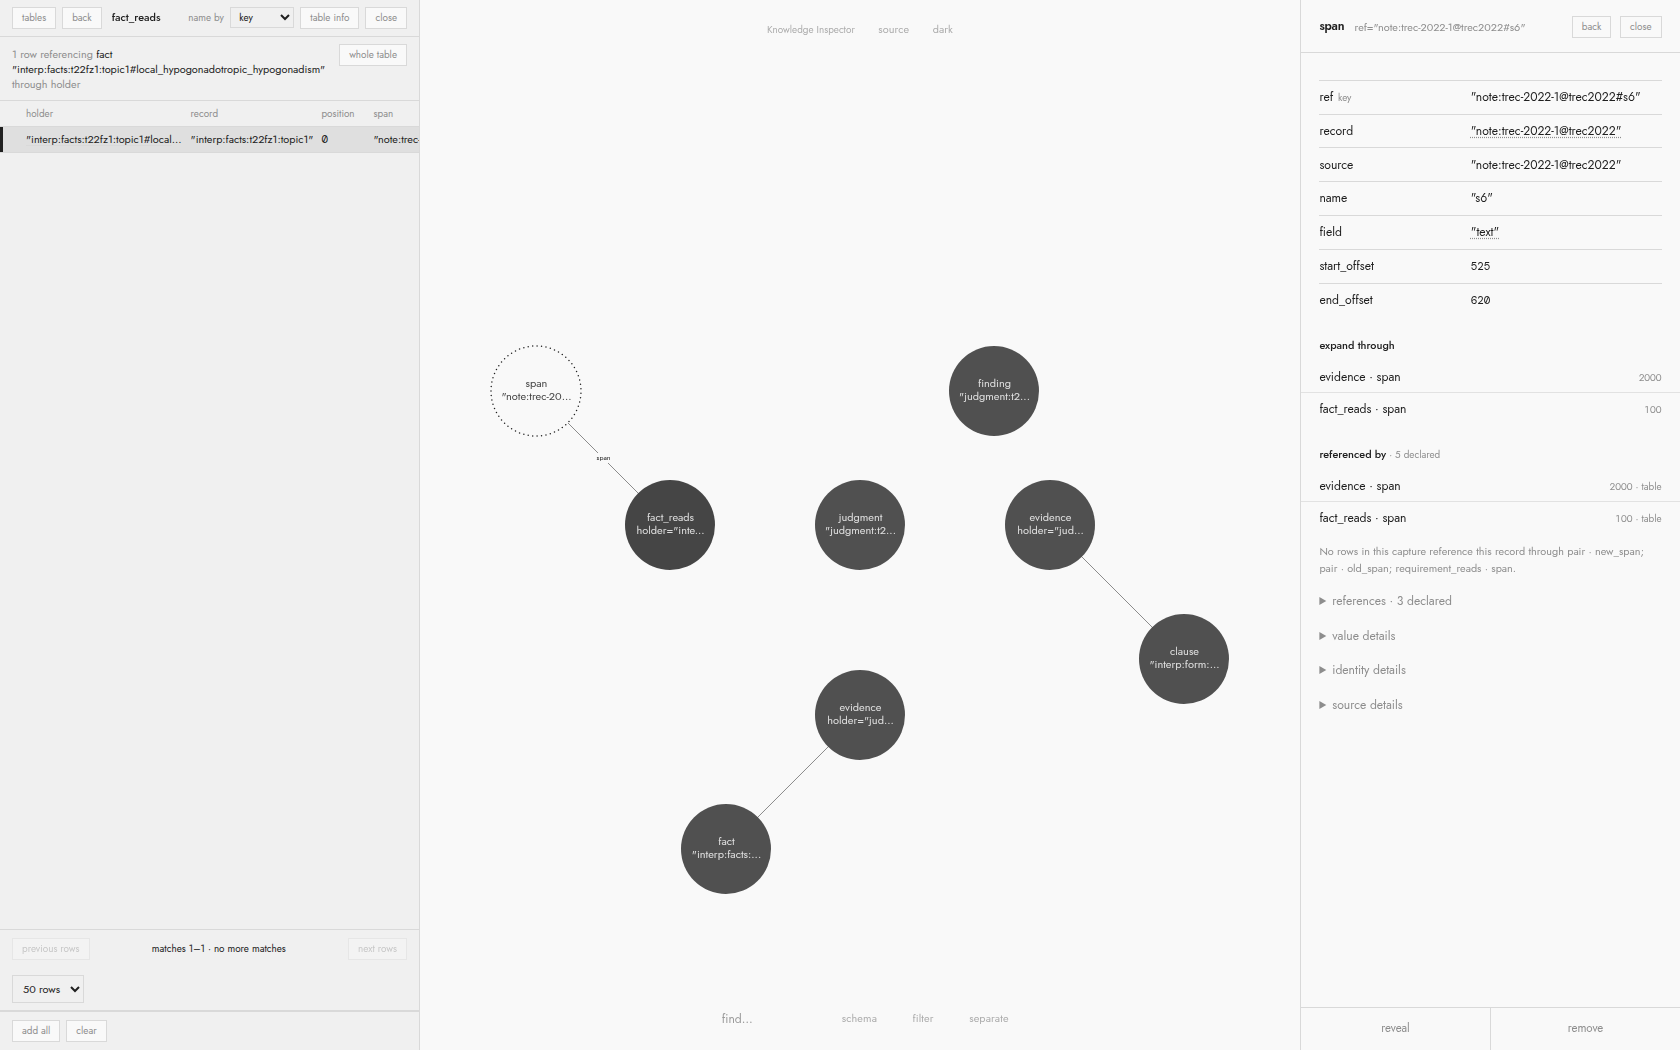 tables back fact_reads name by key table info close
1 row referencing fact
"interp:facts:t22fz1:topic1#local_hypogonadotropic_hypogonadism"
through holder
whole table
holder record position span
"interp:facts:t22fz1:topic1#local... "interp:facts:t22fz1:topic1" 0 "note:trec-
previous rows matches 1–1 · no more matches next rows
50 rows
add all clear
Knowledge Inspector source dark
span
"note:trec-20...
finding
"judgment:t2...
span
fact_reads
holder="inte...
judgment
"judgment:t2...
evidence
holder="jud...
clause
"interp:form:...
evidence
holder="jud...
fact
"interp:facts:...
find... schema filter separate
span ref="note:trec-2022-1@trec2022#s6" back close
ref key "note:trec-2022-1@trec2022#s6"
record "note:trec-2022-1@trec2022"
source "note:trec-2022-1@trec2022"
name "s6"
field "text"
start_offset 525
end_offset 620
expand through
evidence · span 2000
fact_reads · span 100
referenced by · 5 declared
evidence · span 2000 · table
fact_reads · span 100 · table
No rows in this capture reference this record through pair · new_span;
pair · old_span; requirement_reads · span.
references · 3 declared
value details
identity details
source details
reveal remove